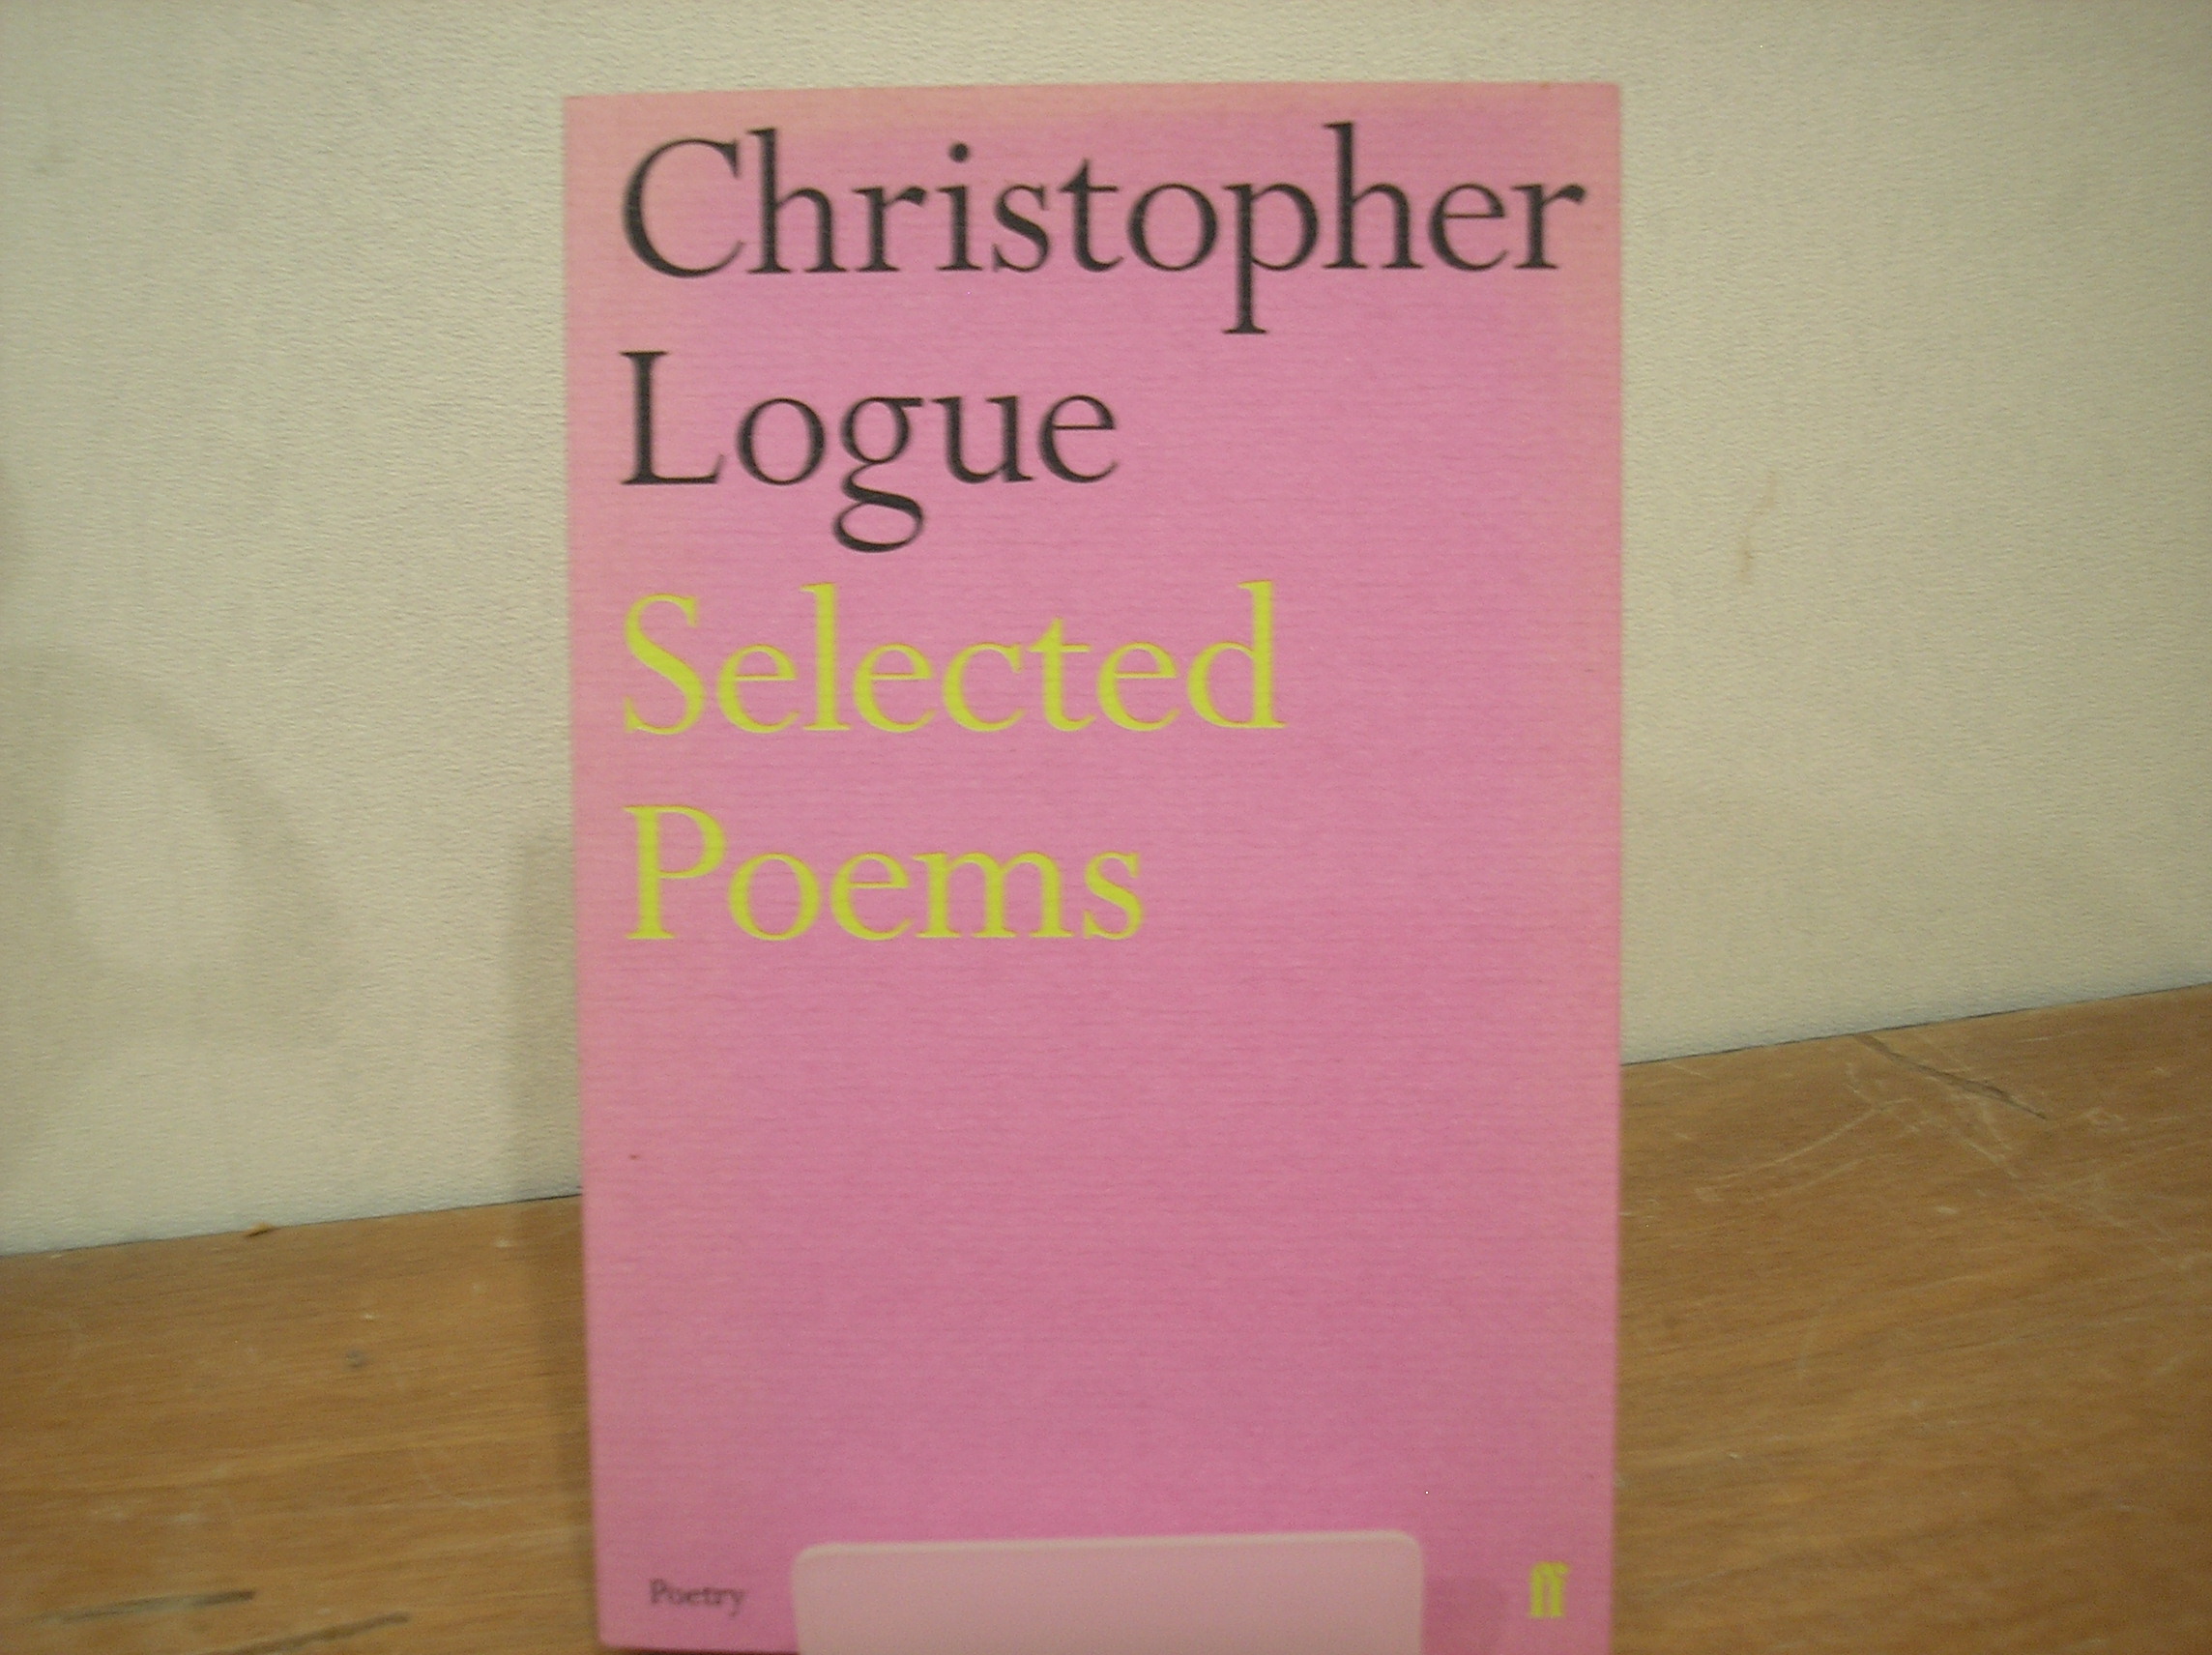 Christopher
Logue
Selected
Poems
Poetry
ff